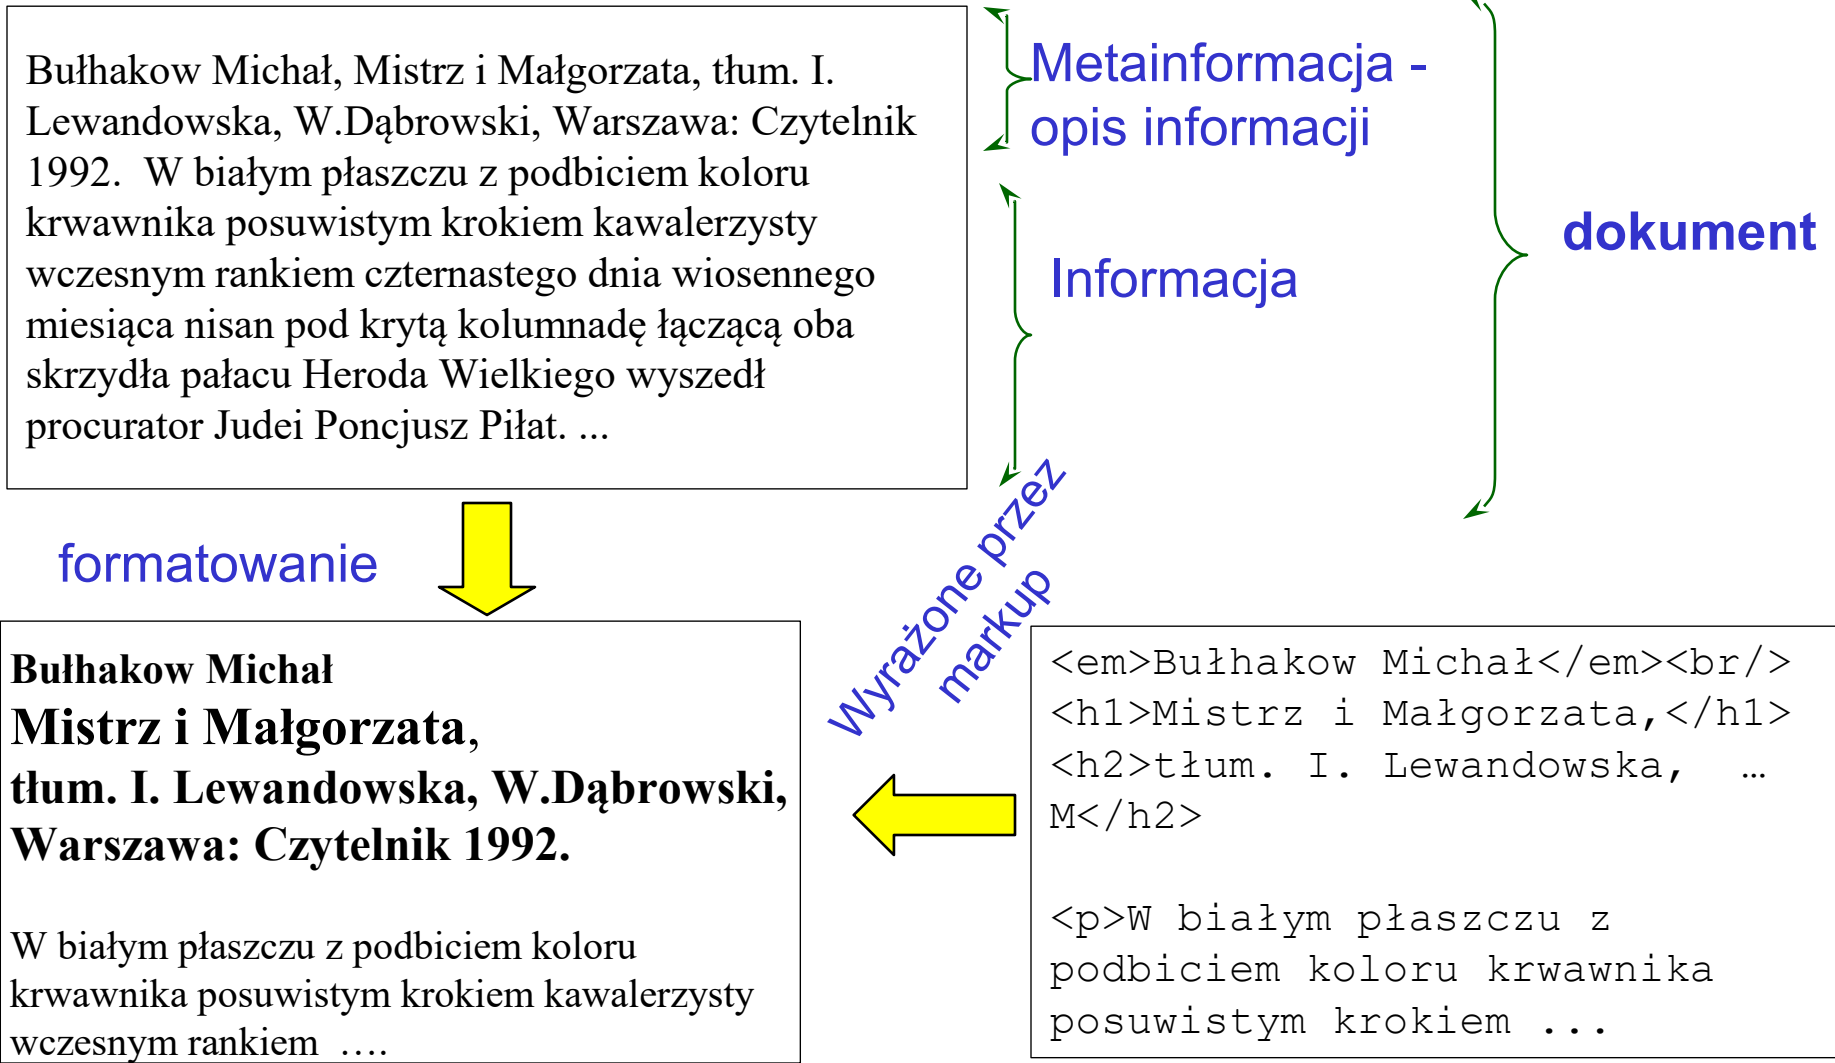 Bułhakow Michał, Mistrz i Małgorzata, tłum. I.
Lewandowska, W.Dąbrowski, Warszawa: Czytelnik
1992.  W białym płaszczu z podbiciem koloru
krwawnika posuwistym krokiem kawalerzysty
wczesnym rankiem czternastego dnia wiosennego
miesiąca nisan pod krytą kolumnadę łączącą oba
skrzydła pałacu Heroda Wielkiego wyszedł
procurator Judei Poncjusz Piłat. ...
Metainformacja -
opis informacji
Informacja
dokument
formatowanie
Wyrażone przez
markup
Bułhakow Michał
Mistrz i Małgorzata,
tłum. I. Lewandowska, W.Dąbrowski,
Warszawa: Czytelnik 1992.
W białym płaszczu z podbiciem koloru
krwawnika posuwistym krokiem kawalerzysty
wczesnym rankiem  ….
<em>Bułhakow Michał</em><br/>
<h1>Mistrz i Małgorzata,</h1>
<h2>tłum. I. Lewandowska,  …
M</h2>
<p>W białym płaszczu z
podbiciem koloru krwawnika
posuwistym krokiem ...